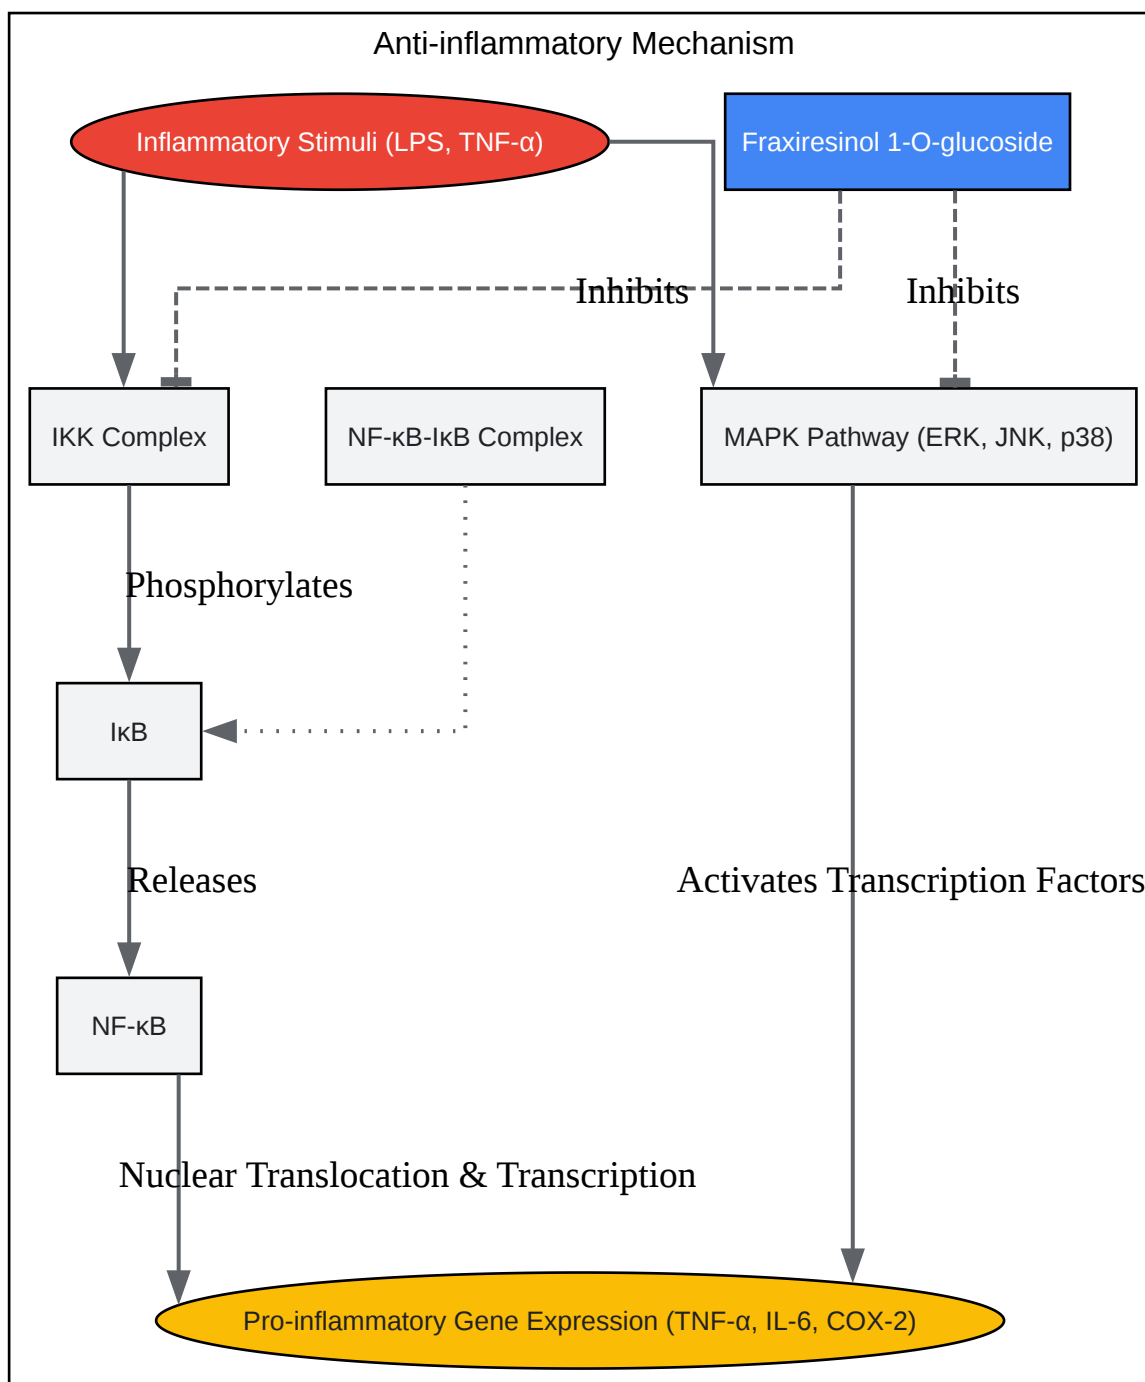 Anti-inflammatory Mechanism
Inflammatory Stimuli (LPS, TNF-α)
Fraxiresinol 1-O-glucoside
Inhibits
Inhibits
IKK Complex
NF-κB-IκB Complex
MAPK Pathway (ERK, JNK, p38)
Phosphorylates
IκB
Releases
Activates Transcription Factors
NF-κB
Nuclear Translocation & Transcription
Pro-inflammatory Gene Expression (TNF-α, IL-6, COX-2)